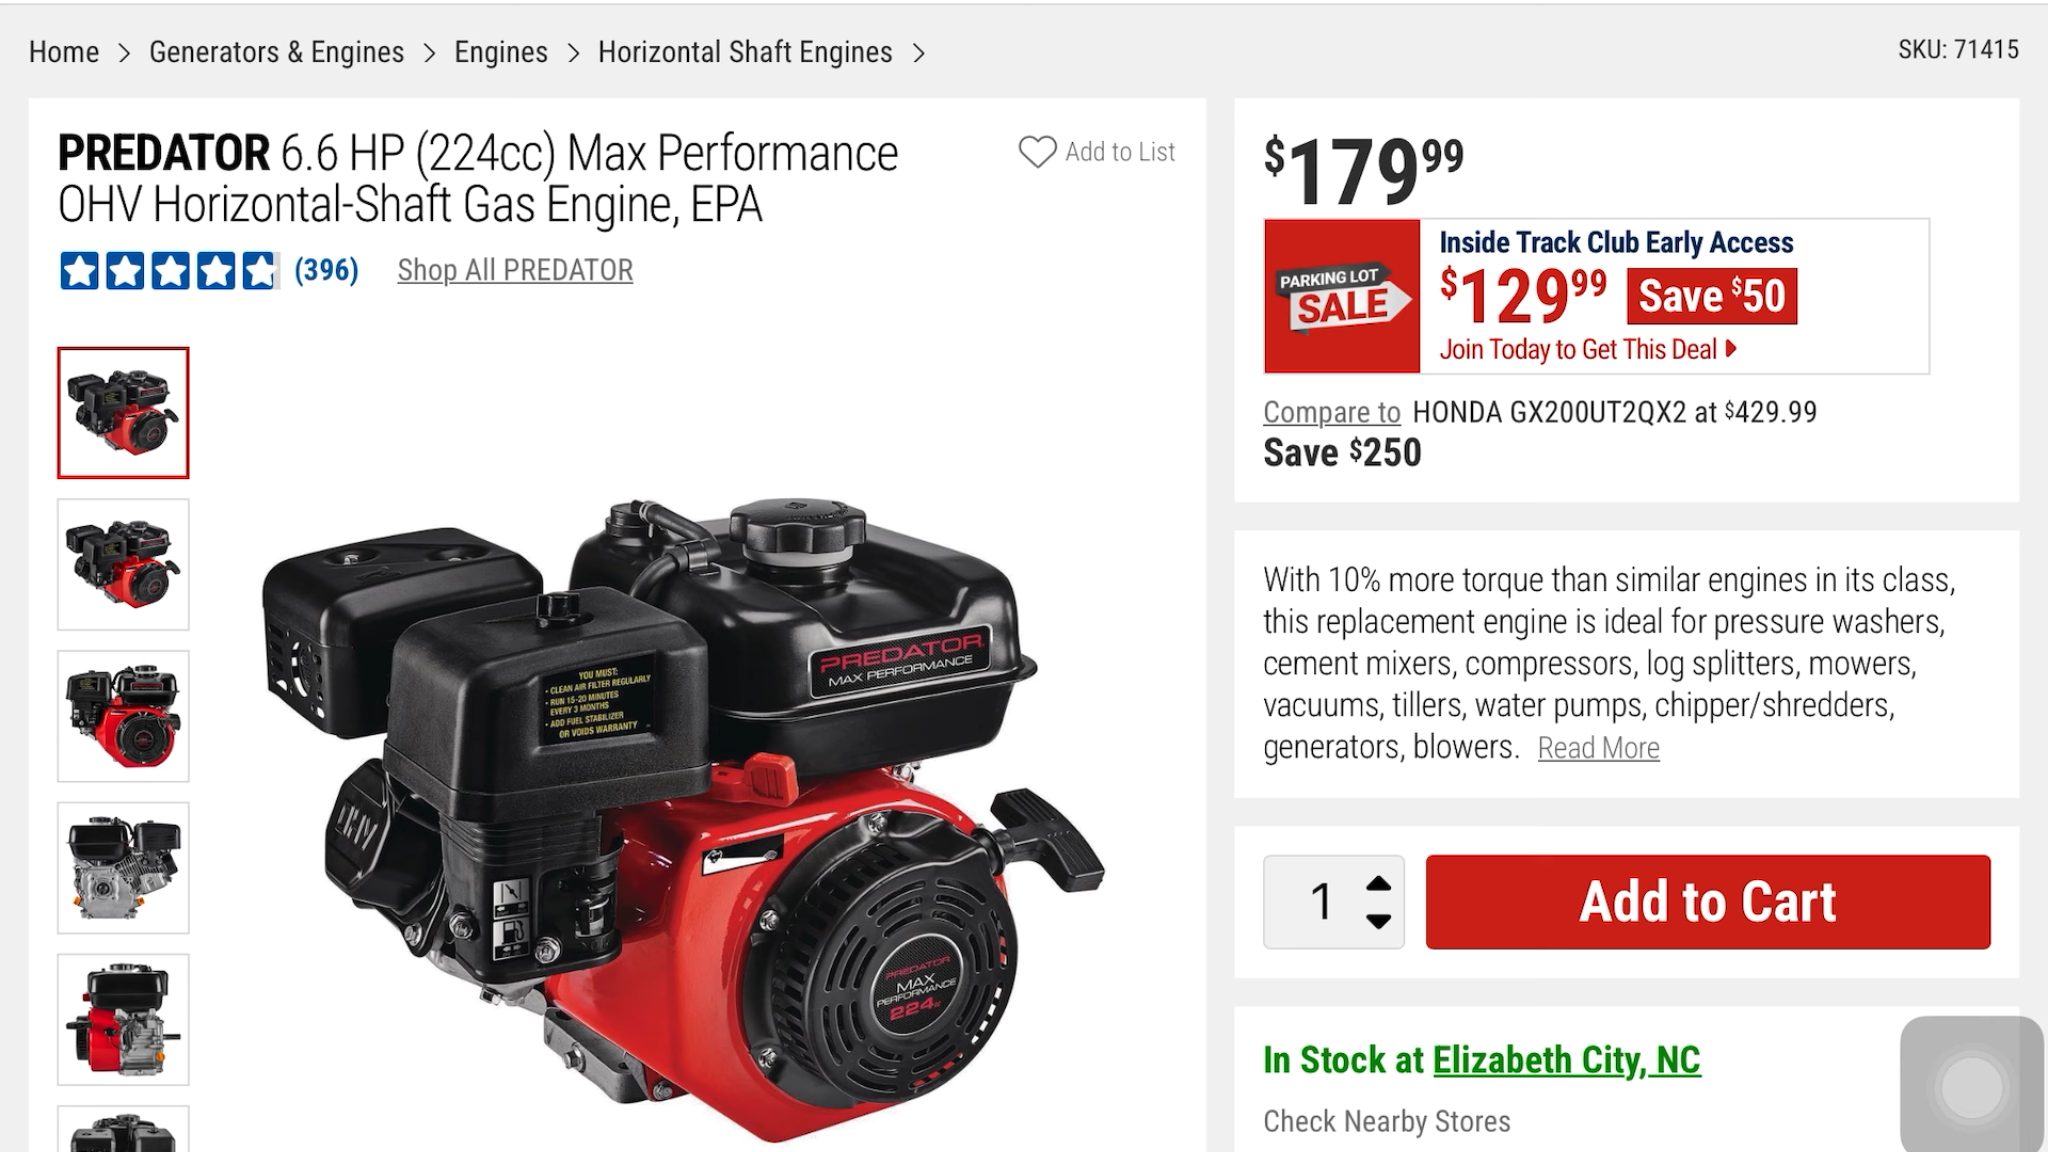 Home > Generators & Engines > Engines > Horizontal Shaft Engines >
SKU: 71415
PREDATOR 6.6 HP (224cc) Max Performance
OHV Horizontal-Shaft Gas Engine, EPA
Add to List
(396)
Shop All PREDATOR
YOU MUST:
• CLEAN AIR FILTER REGULARLY
• RUN 15-20 MINUTES
EVERY 3 MONTHS
• ADD FUEL STABILIZER
OR VOIDS WARRANTY
PREDATOR
MAX PERFORMANCE
OHV
PREDATOR
MAX
PERFORMANCE
224cc
$179.99
PARKING LOT
SALE
Inside Track Club Early Access
$129.99 Save $50
Join Today to Get This Deal
Compare to HONDA GX200UT2QX2 at $429.99
Save $250
With 10% more torque than similar engines in its class,
this replacement engine is ideal for pressure washers,
cement mixers, compressors, log splitters, mowers,
vacuums, tillers, water pumps, chipper/shredders,
generators, blowers. Read More
1
Add to Cart
In Stock at Elizabeth City, NC
Check Nearby Stores